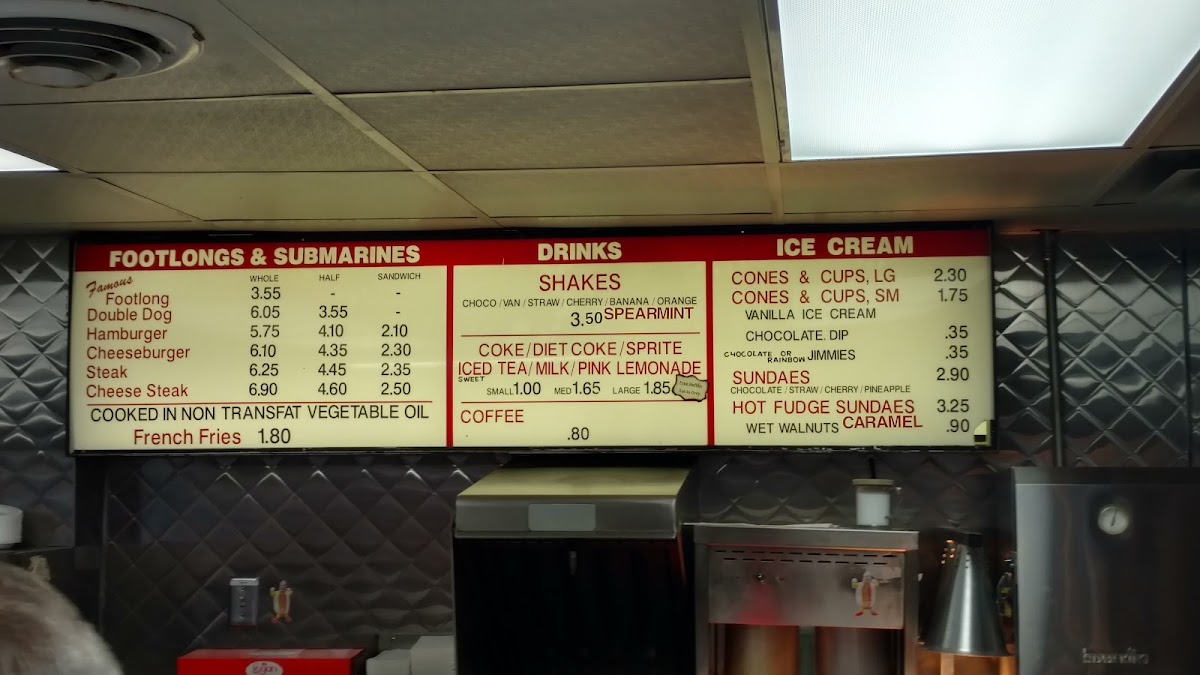 FOOTLONGS & SUBMARINES
WHOLE HALF SANDWICH
Famous
Footlong 3.55 - -
Double Dog 6.05 3.55 -
Hamburger 5.75 4.10 2.10
Cheeseburger 6.10 4.35 2.30
Steak 6.25 4.45 2.35
Cheese Steak 6.90 4.60 2.50
COOKED IN NON TRANSFAT VEGETABLE OIL
French Fries 1.80
DRINKS
SHAKES
CHOCO / VAN / STRAW / CHERRY / BANANA / ORANGE
3.50 SPEARMINT
COKE / DIET COKE / SPRITE
ICED TEA / MILK / PINK LEMONADE
SWEET
SMALL 1.00 MED 1.65 LARGE 1.85
COFFEE
.80
ICE CREAM
CONES & CUPS, LG 2.30
CONES & CUPS, SM 1.75
VANILLA ICE CREAM
CHOCOLATE. DIP .35
CHOCOLATE OR RAINBOW JIMMIES .35
SUNDAES 2.90
CHOCOLATE / STRAW / CHERRY / PINEAPPLE
HOT FUDGE SUNDAES 3.25
WET WALNUTS CARAMEL .90